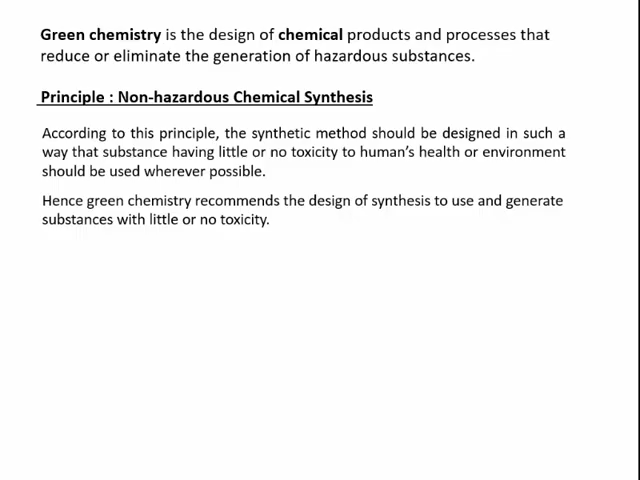 Green chemistry is the design of chemical products and processes that
reduce or eliminate the generation of hazardous substances.
Principle : Non-hazardous Chemical Synthesis
According to this principle, the synthetic method should be designed in such a
way that substance having little or no toxicity to human's health or environment
should be used wherever possible.
Hence green chemistry recommends the design of synthesis to use and generate
substances with little or no toxicity.